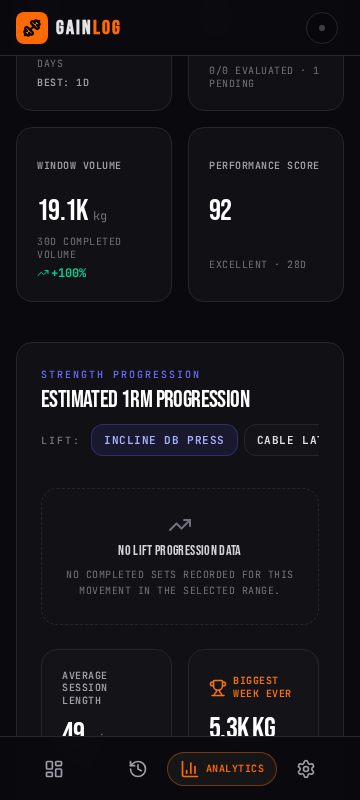 GAINLOG
DAYS
BEST: 1D
0/0 EVALUATED · 1
PENDING
WINDOW VOLUME
19.1K kg
30D COMPLETED
VOLUME
+100%
PERFORMANCE SCORE
92
EXCELLENT · 28D
STRENGTH PROGRESSION
ESTIMATED 1RM PROGRESSION
LIFT: INCLINE DB PRESS CABLE LAT
NO LIFT PROGRESSION DATA
NO COMPLETED SETS RECORDED FOR THIS
MOVEMENT IN THE SELECTED RANGE.
AVERAGE
SESSION
LENGTH
49
BIGGEST
WEEK EVER
5.3K KG
ANALYTICS